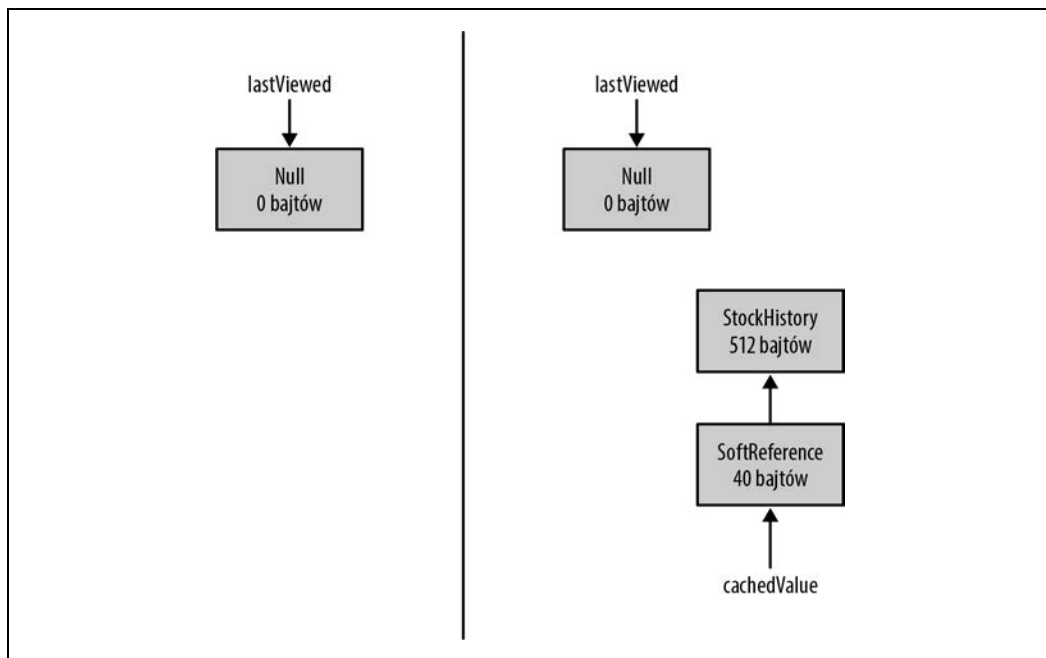 lastViewed
Null
0 bajtów
lastViewed
Null
0 bajtów
StockHistory
512 bajtów
SoftReference
40 bajtów
cachedValue